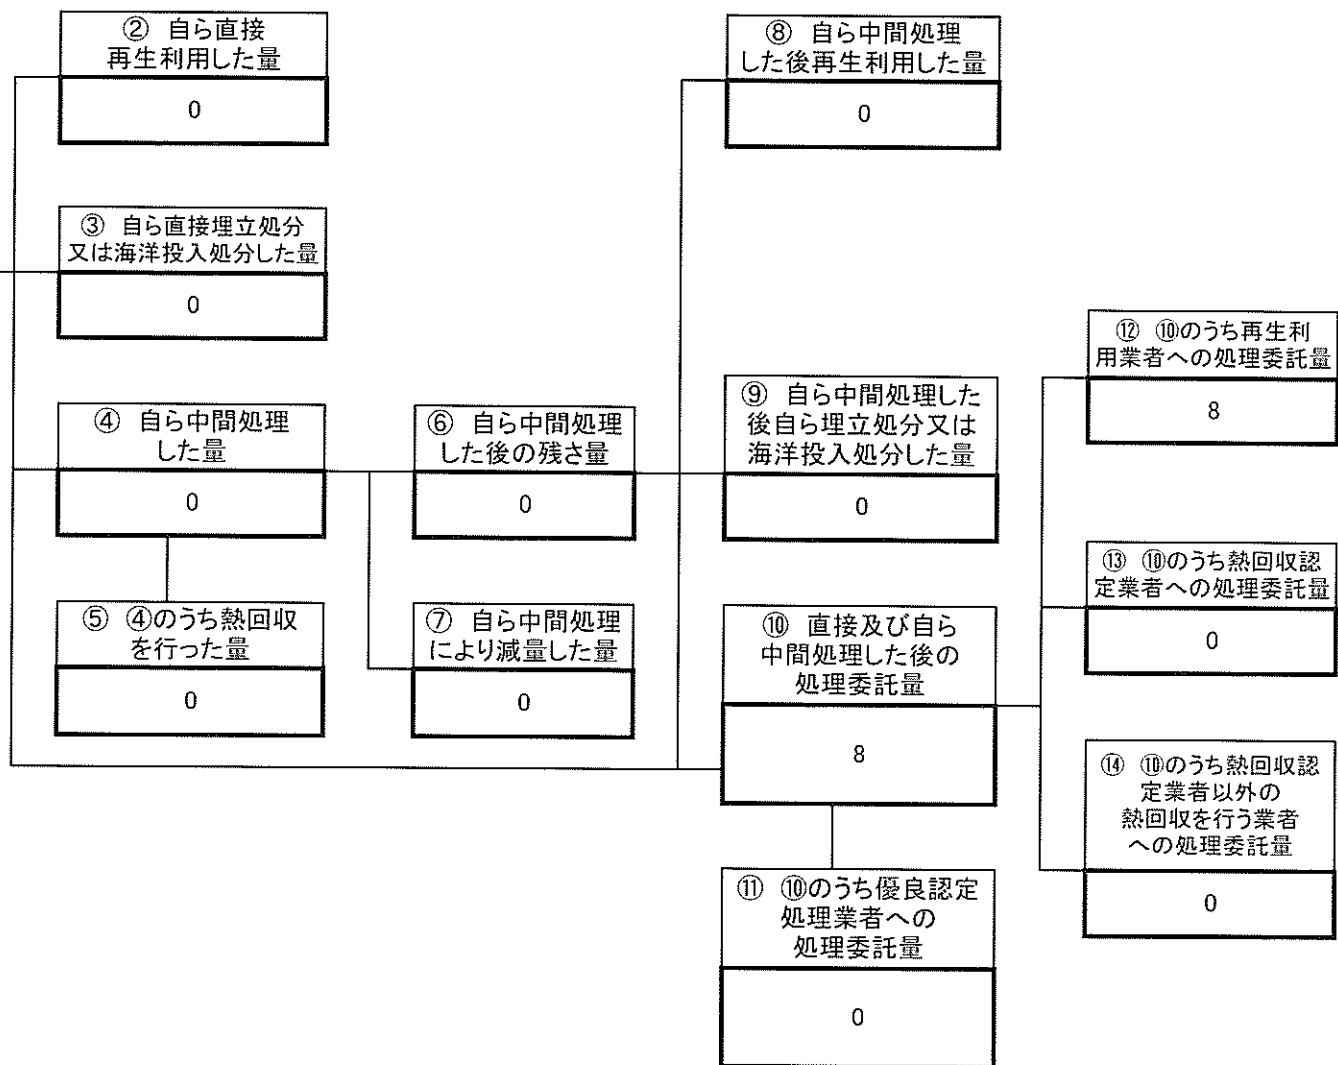 ② 自ら直接
再生利用した量
0
③ 自ら直接埋立処分
又は海洋投入処分した量
0
④ 自ら中間処理
した量
0
⑤ ④のうち熱回収
を行った量
0
⑥ 自ら中間処理
した後の残さ量
0
⑦ 自ら中間処理
により減量した量
0
⑧ 自ら中間処理
した後再生利用した量
0
⑨ 自ら中間処理した
後自ら埋立処分又は
海洋投入処分した量
0
⑩ 直接及び自ら
中間処理した後の
処理委託量
8
⑪ ⑩のうち優良認定
処理業者への
処理委託量
0
⑫ ⑩のうち再生利
用業者への処理委託量
8
⑬ ⑩のうち熱回収認
定業者への処理委託量
0
⑭ ⑩のうち熱回収認
定業者以外の
熱回収を行う業者
への処理委託量
0